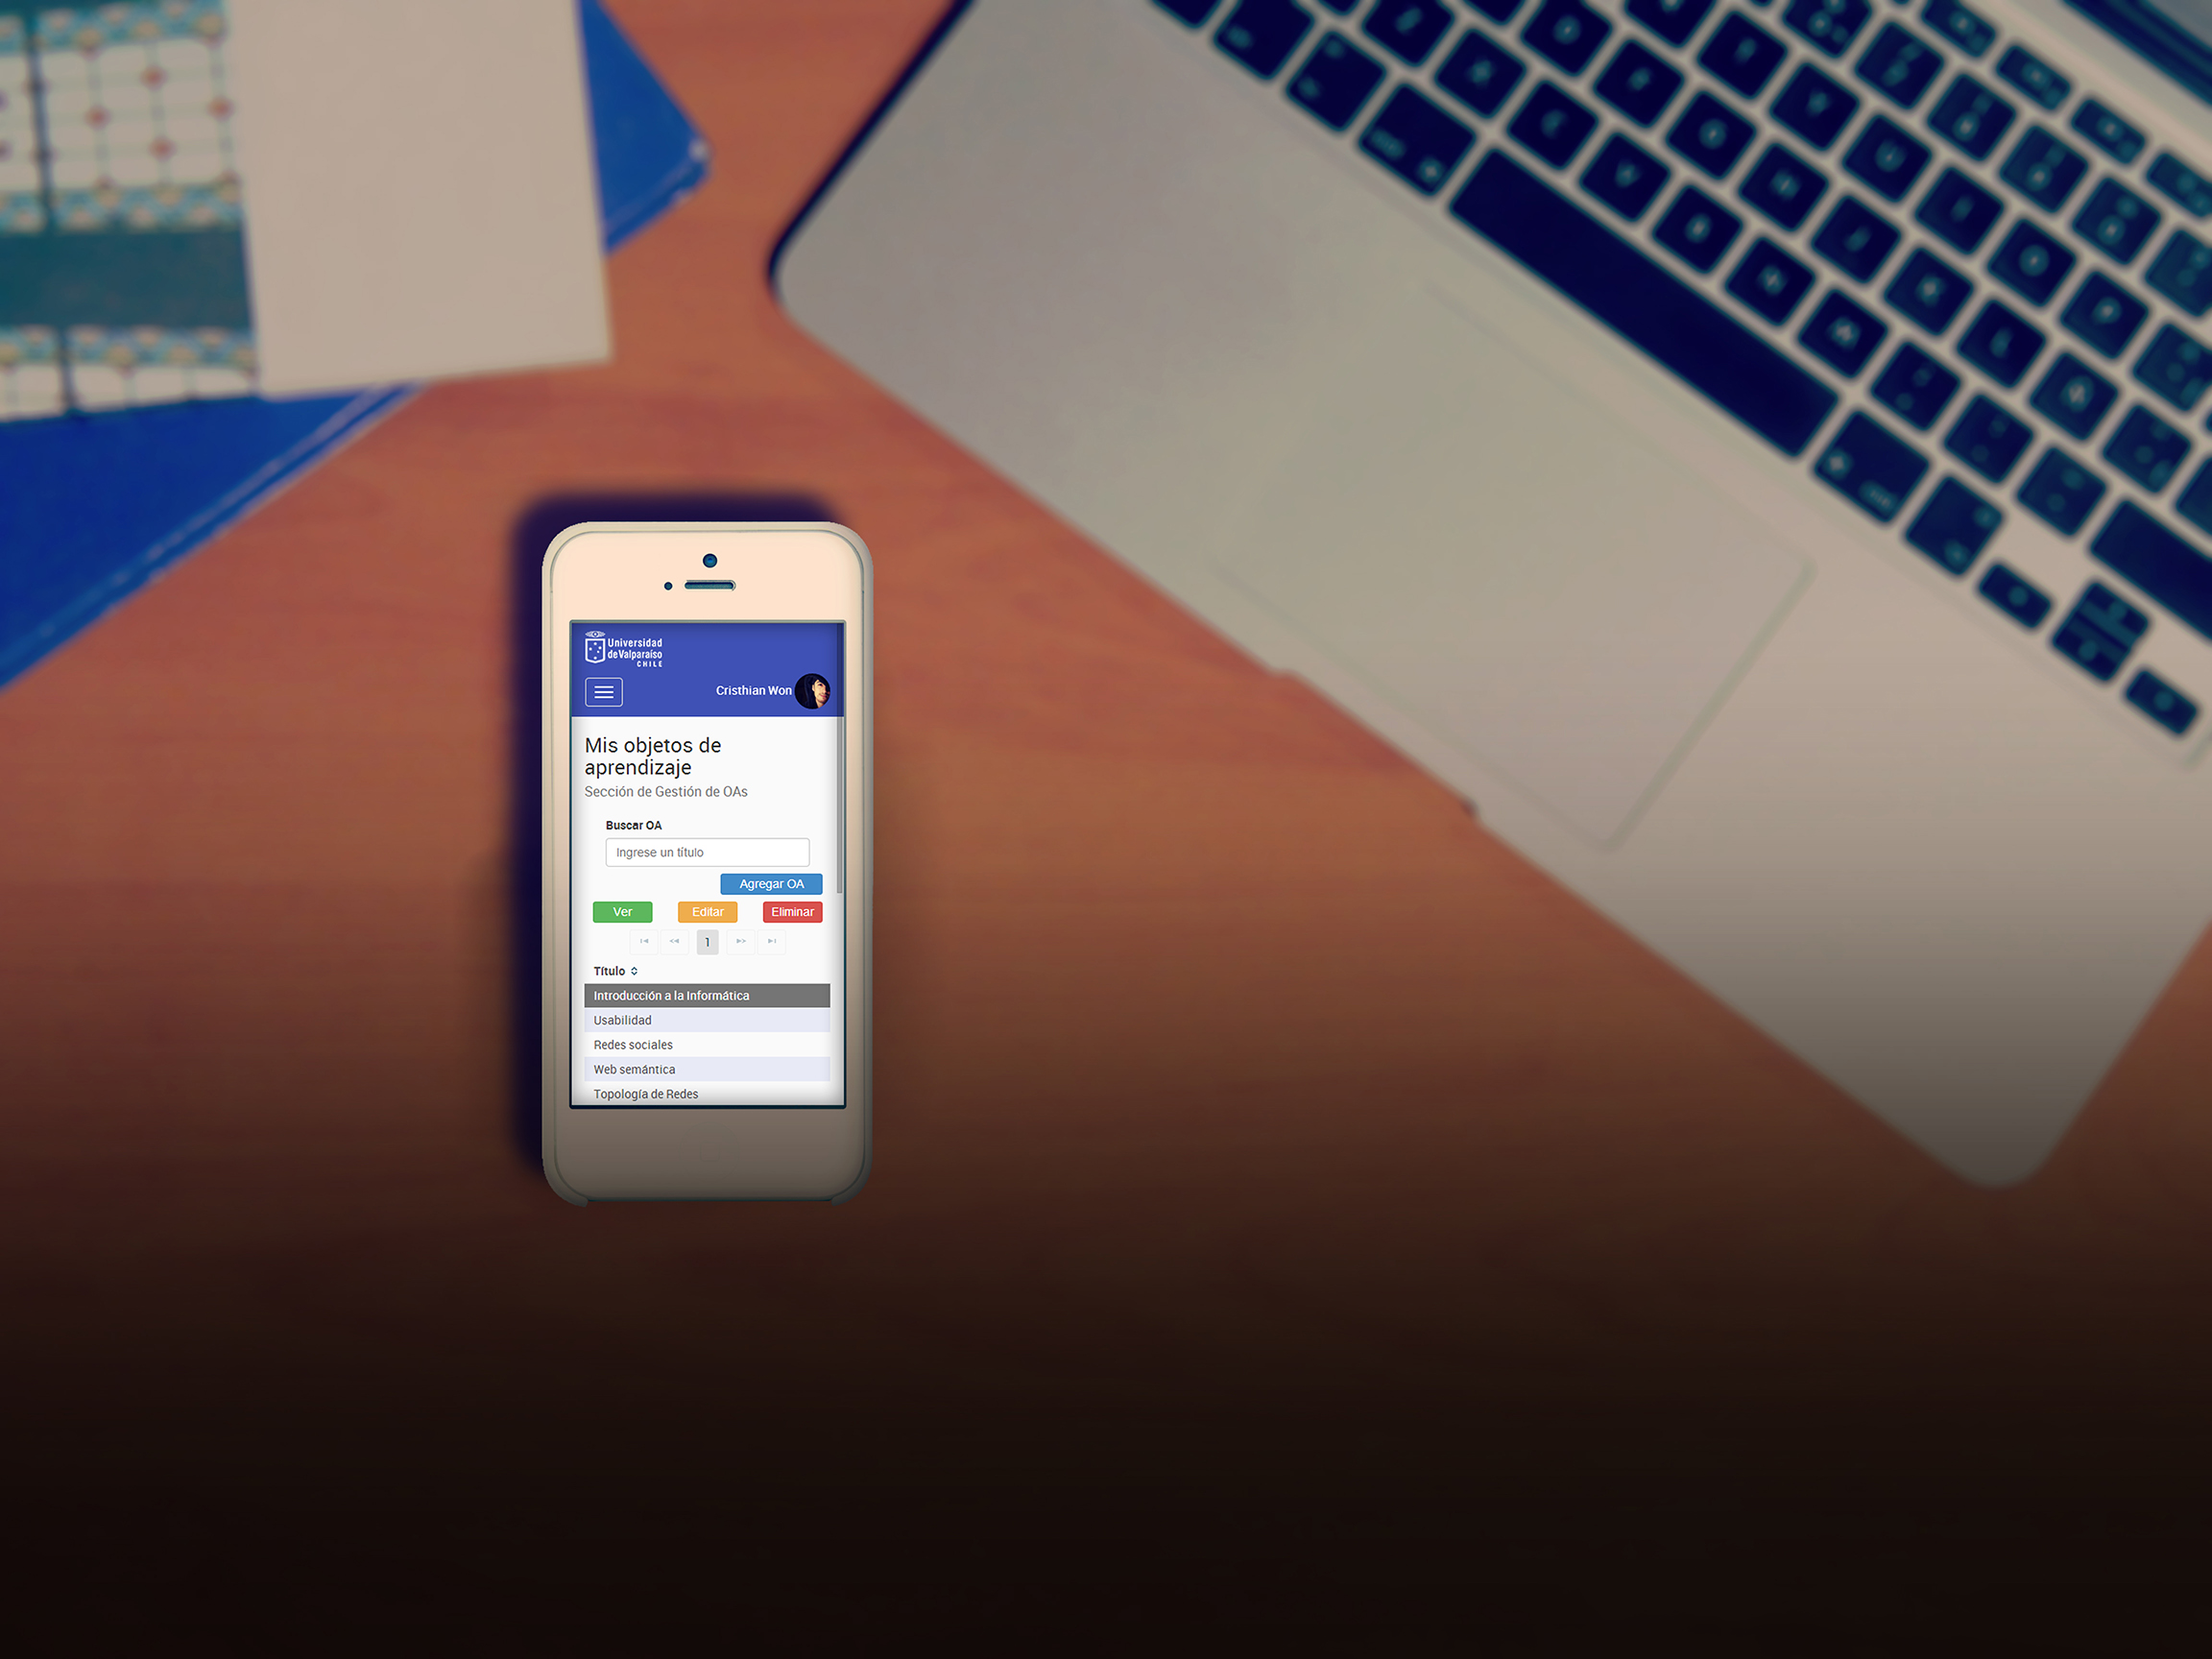 Universidad
de Valparaíso
CHILE
Cristhian Won
Mis objetos de
aprendizaje
Sección de Gestión de OAs
Buscar OA
Ingrese un título
Agregar OA
Ver Editar Eliminar
1
Título
Introducción a la Informática
Usabilidad
Redes sociales
Web semántica
Topología de Redes